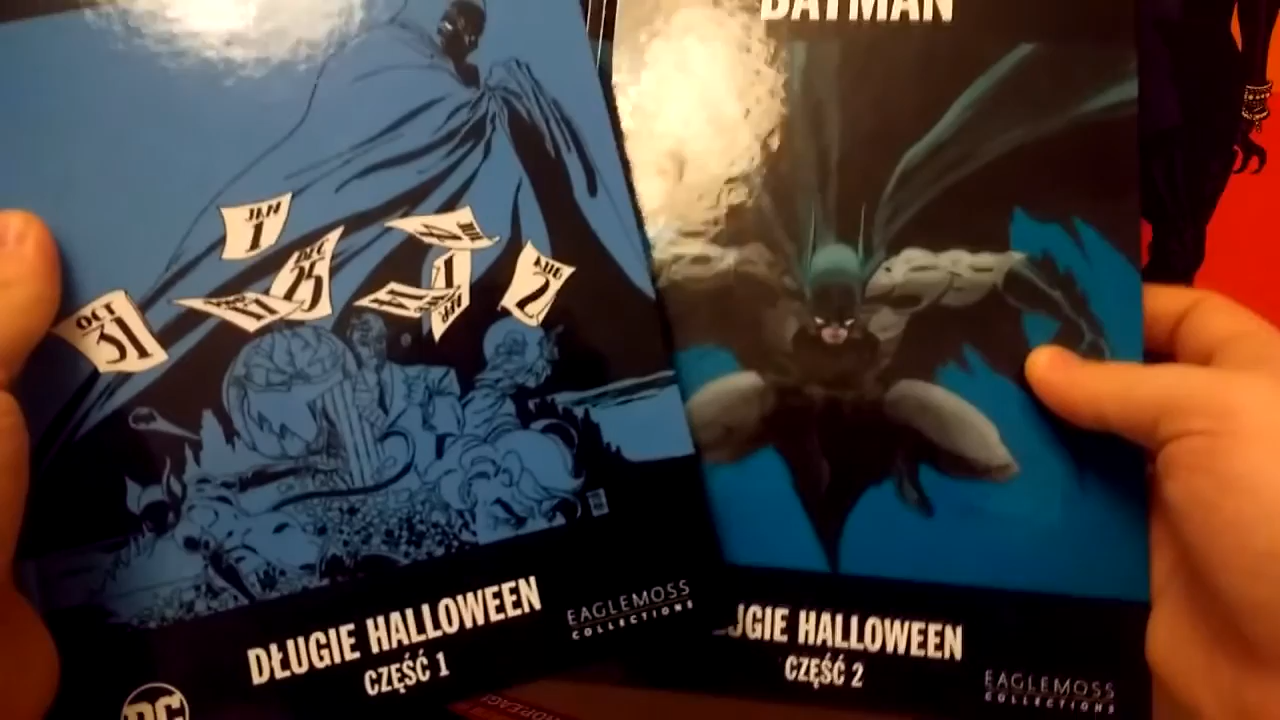 JAN
1
DEC
25
OCT
31
AUG
2
DŁUGIE HALLOWEEN
CZĘŚĆ 1
EAGLEMOSS
COLLECTIONS
DC
BATMAN
UGIE HALLOWEEN
CZĘŚĆ 2
EAGLEMOSS
COLLECTIONS